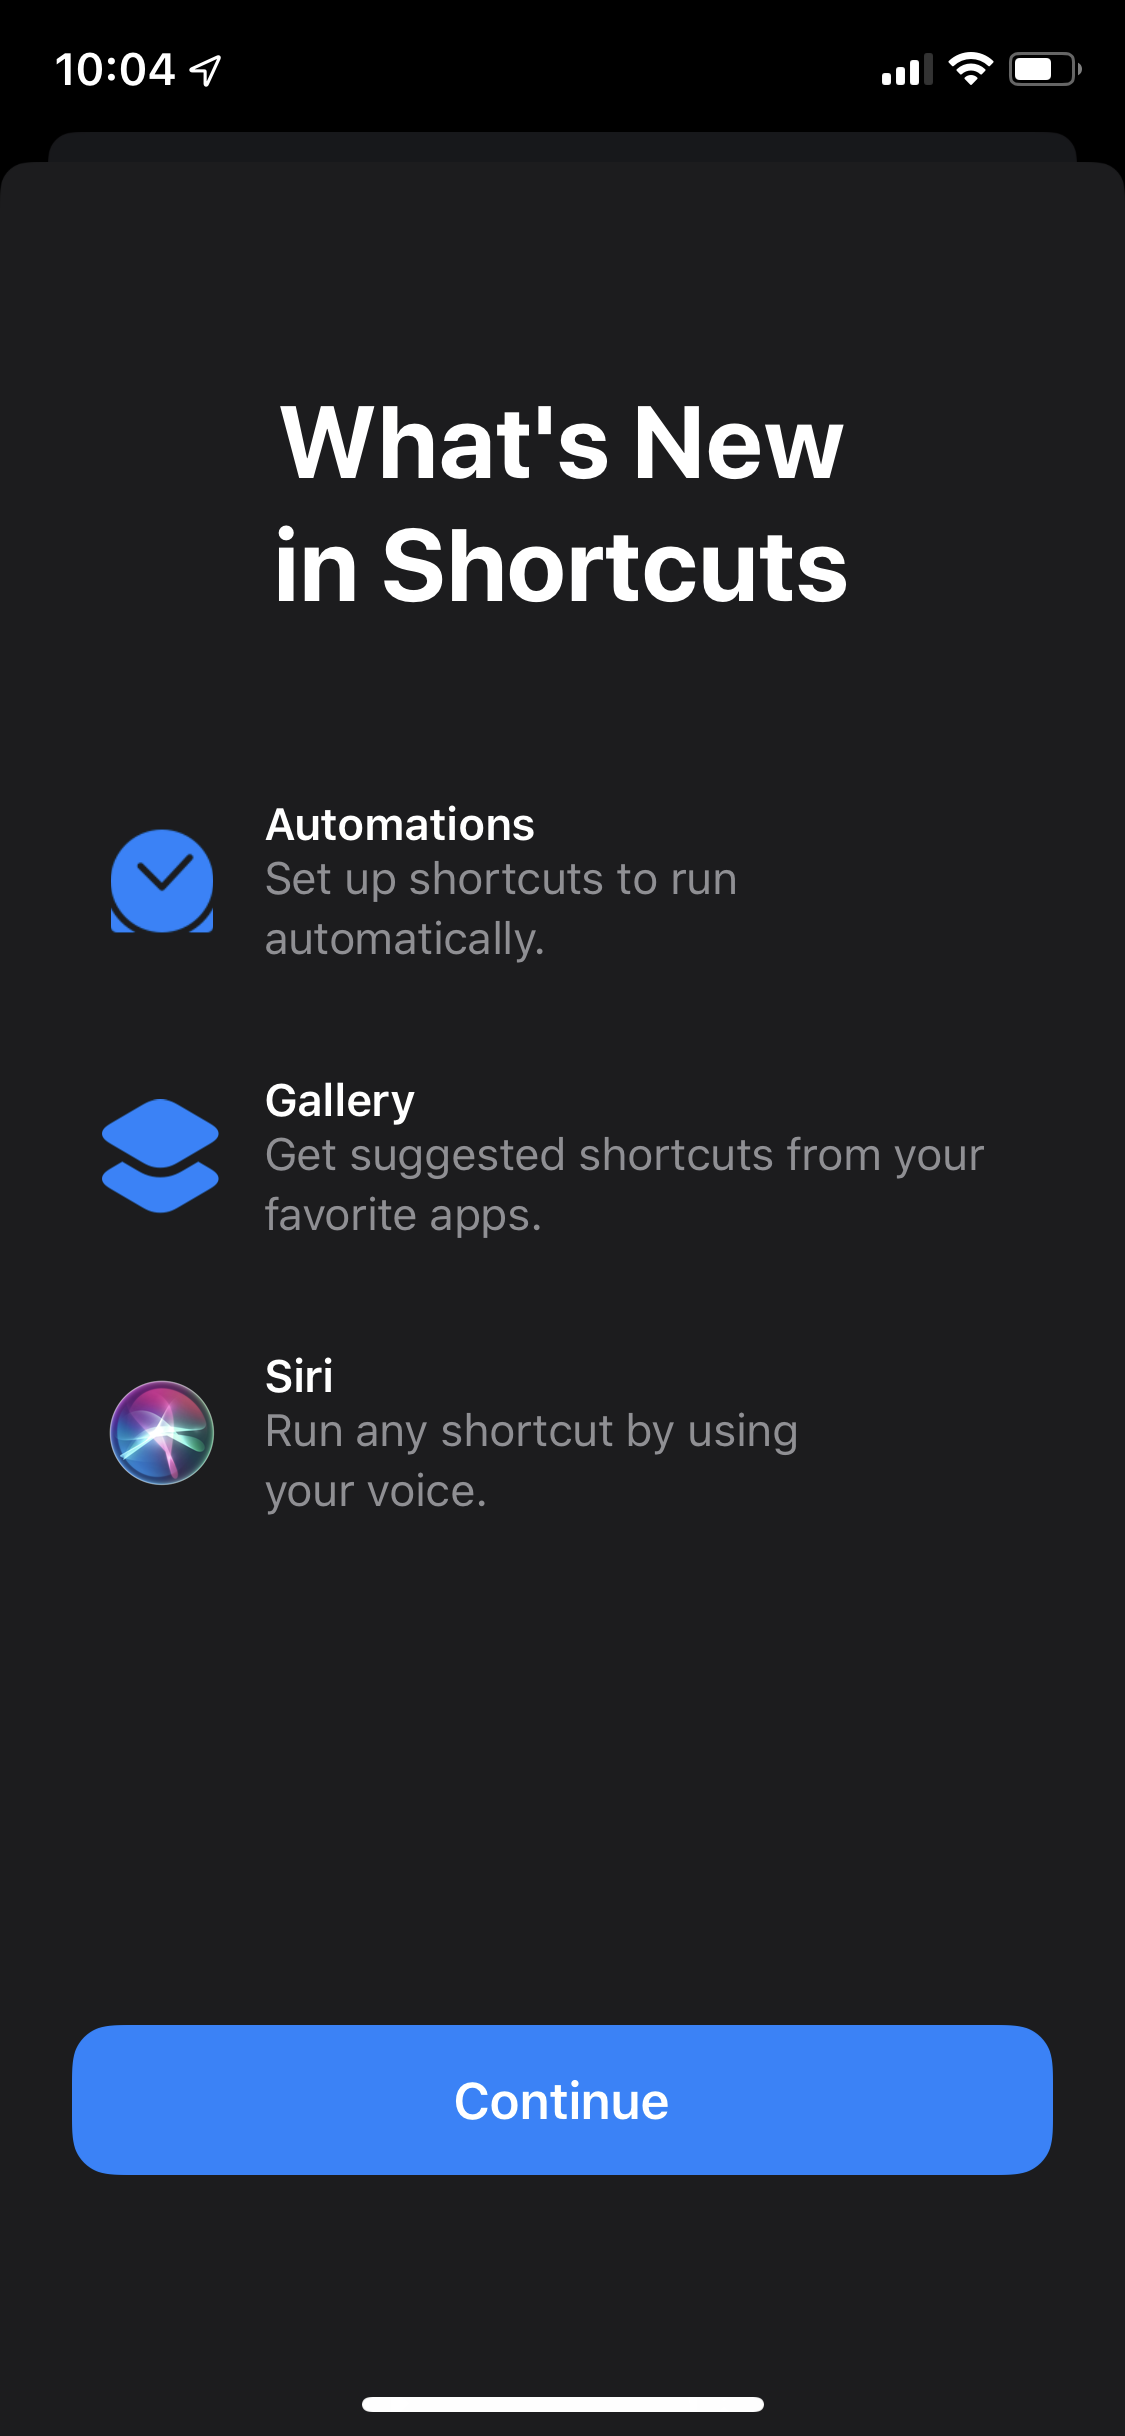 10:04
What's New
in Shortcuts
Automations
Set up shortcuts to run
automatically.
Gallery
Get suggested shortcuts from your
favorite apps.
Siri
Run any shortcut by using
your voice.
Continue